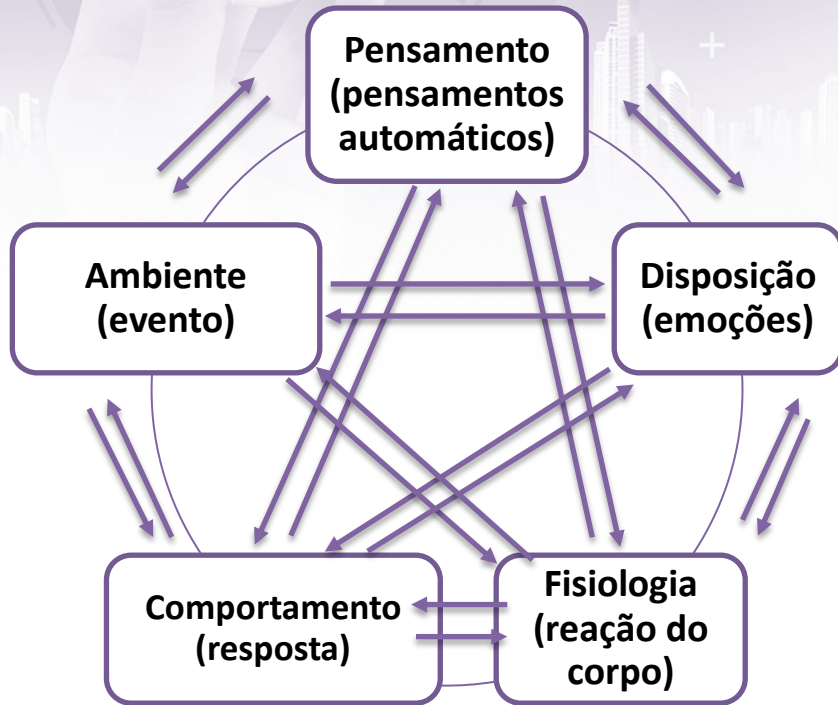 Pensamento
(pensamentos
automáticos)
Ambiente
(evento)
Disposição
(emoções)
Comportamento
(resposta)
Fisiologia
(reação do
corpo)